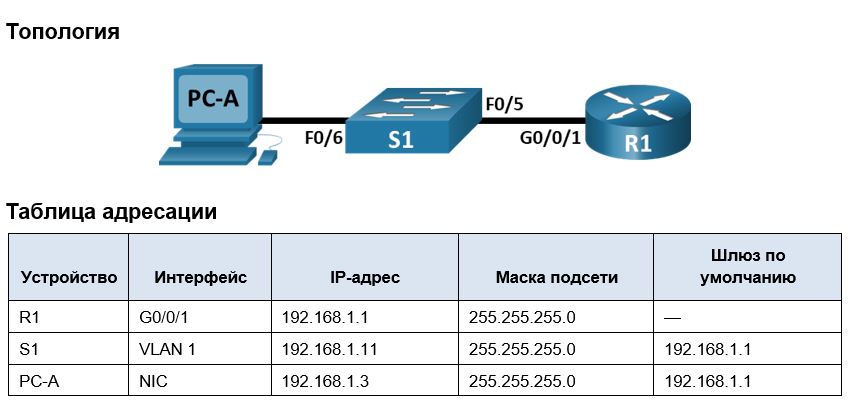 Топология
PC-A
F0/6
S1
F0/5
G0/0/1
R1
Таблица адресации
Устройство Интерфейс IP-адрес Маска подсети Шлюз по умолчанию
R1 G0/0/1 192.168.1.1 255.255.255.0 —
S1 VLAN 1 192.168.1.11 255.255.255.0 192.168.1.1
PC-A NIC 192.168.1.3 255.255.255.0 192.168.1.1